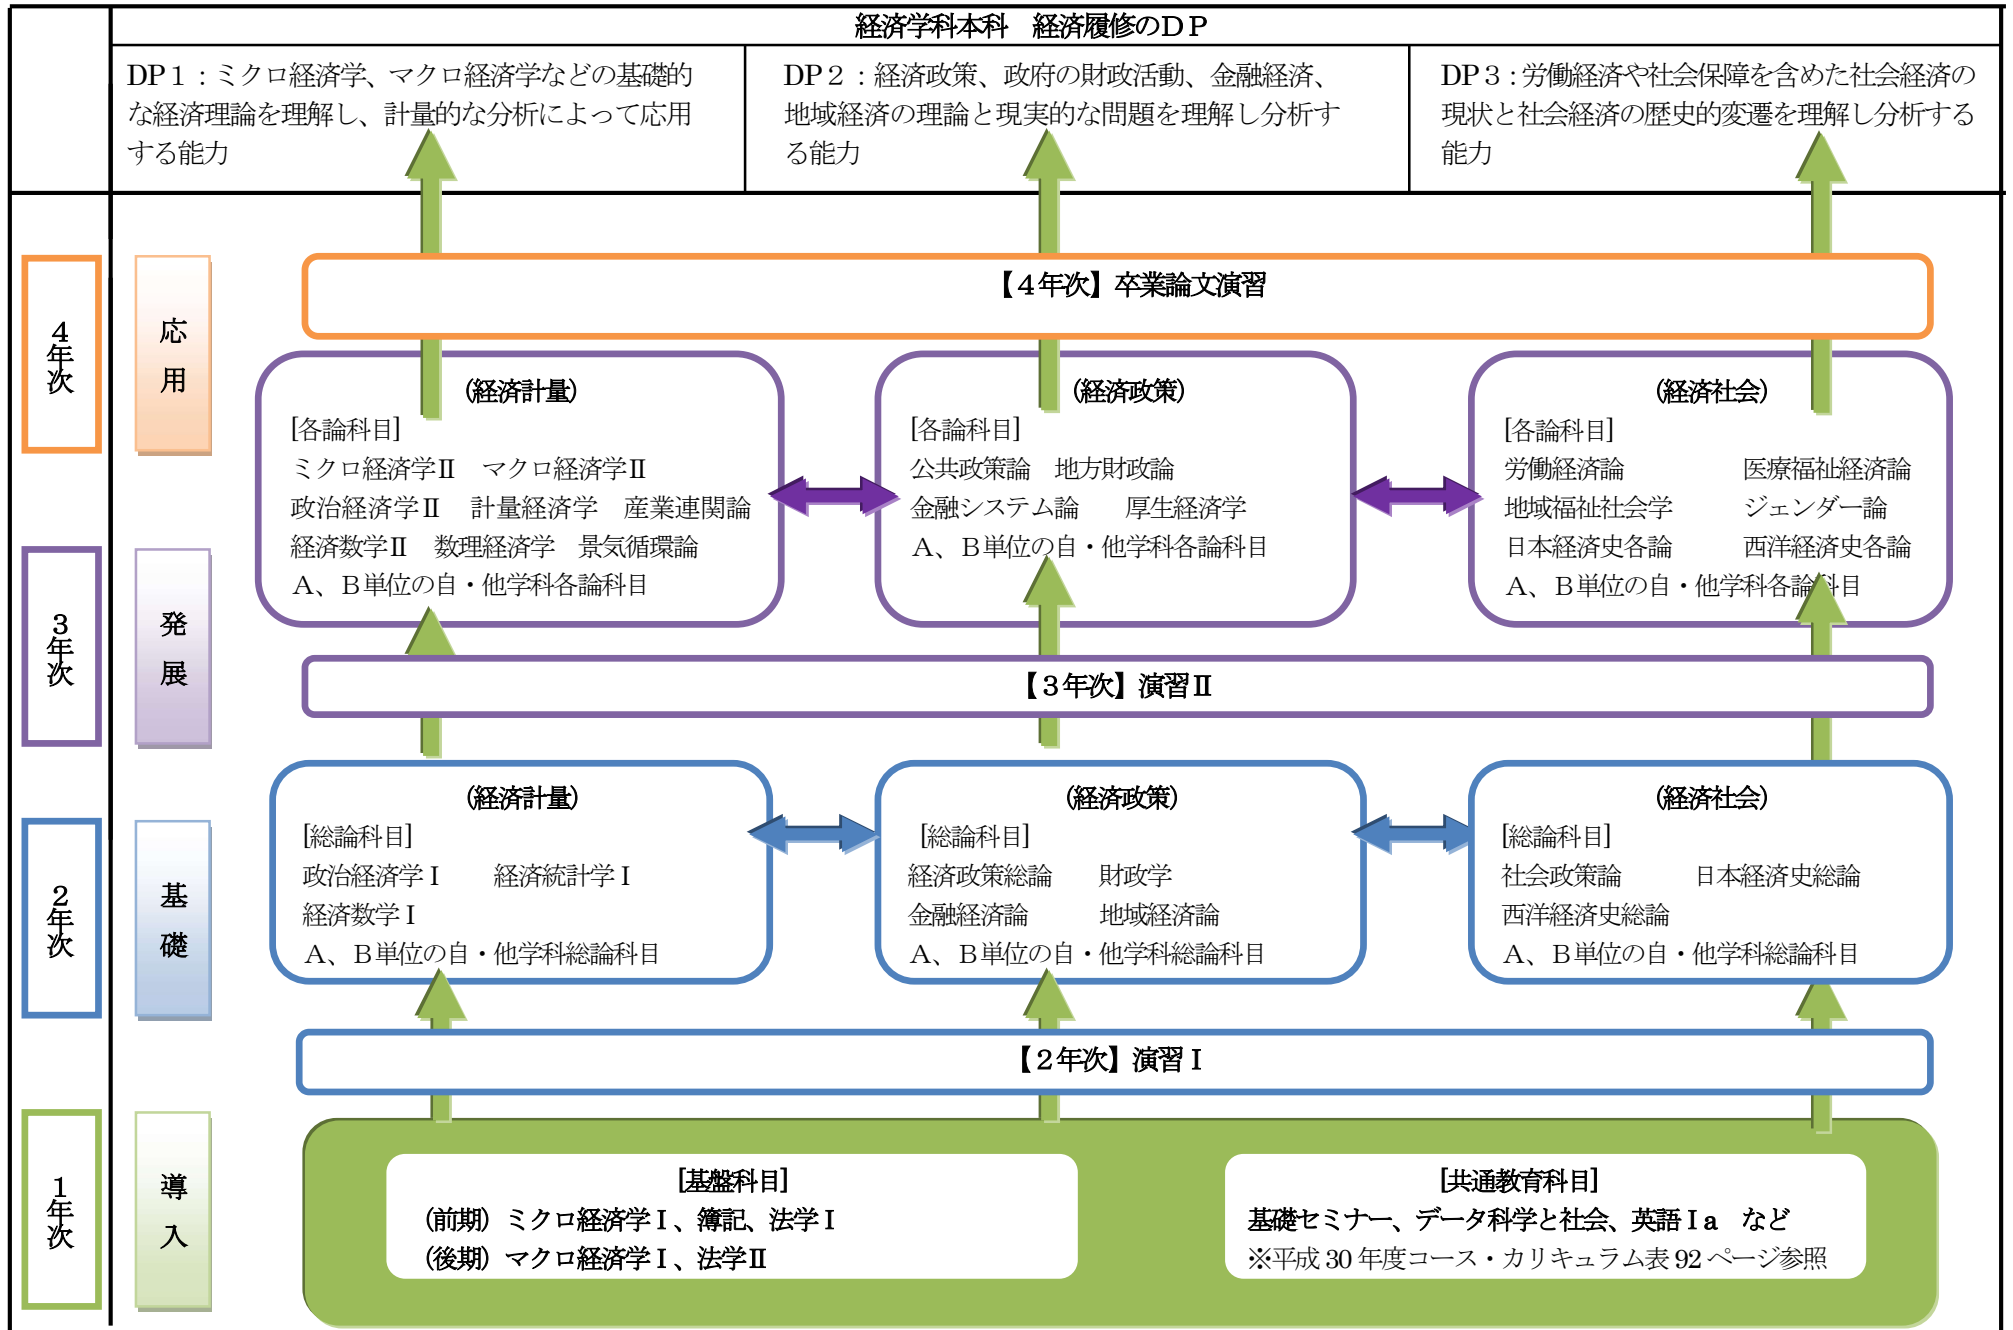 経済学科本科　経済履修のＤＰ
DP１：ミクロ経済学、マクロ経済学などの基礎的
な経済理論を理解し、計量的な分析によって応用
する能力
DP２：経済政策、政府の財政活動、金融経済、
地域経済の理論と現実的な問題を理解し分析す
る能力
DP３:労働経済や社会保障を含めた社会経済の
現状と社会経済の歴史的変遷を理解し分析する
能力
４年次
応用
【４年次】卒業論文演習
（経済計量）
[各論科目]
ミクロ経済学Ⅱ　マクロ経済学Ⅱ
政治経済学Ⅱ　計量経済学　産業連関論
経済数学Ⅱ　数理経済学　景気循環論
Ａ、Ｂ単位の自・他学科各論科目
（経済政策）
[各論科目]
公共政策論　地方財政論
金融システム論　厚生経済学
Ａ、Ｂ単位の自・他学科各論科目
（経済社会）
[各論科目]
労働経済論　医療福祉経済論
地域福祉社会学　ジェンダー論
日本経済史各論　西洋経済史各論
Ａ、Ｂ単位の自・他学科各論科目
３年次
発展
【３年次】演習Ⅱ
（経済計量）
[総論科目]
政治経済学Ⅰ　経済統計学Ⅰ
経済数学Ⅰ
Ａ、Ｂ単位の自・他学科総論科目
（経済政策）
[総論科目]
経済政策総論　財政学
金融経済論　地域経済論
Ａ、Ｂ単位の自・他学科総論科目
（経済社会）
[総論科目]
社会政策論　日本経済史総論
西洋経済史総論
Ａ、Ｂ単位の自・他学科総論科目
２年次
基礎
【２年次】演習Ⅰ
１年次
導入
[基盤科目]
（前期）ミクロ経済学Ⅰ、簿記、法学Ⅰ
（後期）マクロ経済学Ⅰ、法学Ⅱ
[共通教育科目]
基礎セミナー、データ科学と社会、英語Ⅰａ　など
※平成 30 年度コース・カリキュラム表 92 ページ参照